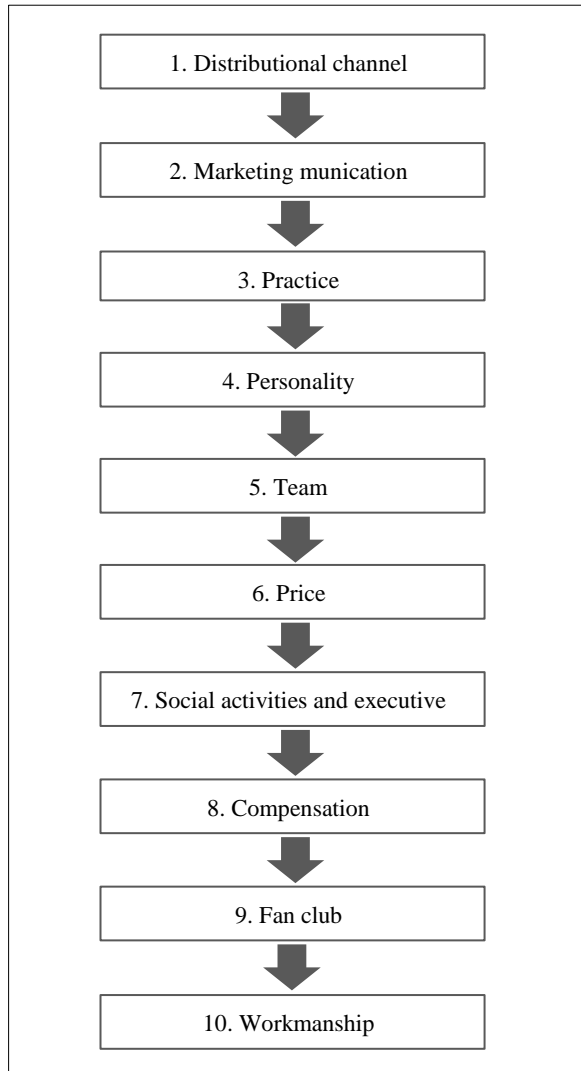 1. Distributional channel
2. Marketing munication
3. Practice
4. Personality
5. Team
6. Price
7. Social activities and executive
8. Compensation
9. Fan club
10. Workmanship